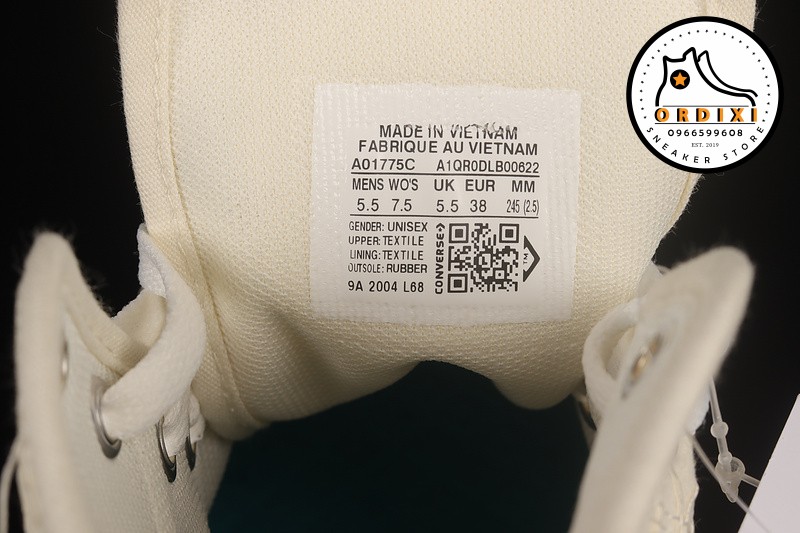 MADE IN VIETNAM
FABRIQUE AU VIETNAM
A01775C A1QR0DLB00622
MENS WO'S UK EUR MM
5.5 7.5 5.5 38 245 (2.5)
GENDER: UNISEX
UPPER: TEXTILE
LINING: TEXTILE
OUTSOLE: RUBBER
9A 2004 L68
CONVERSE
TM
ORDIXI
0966599608
EST. 2019
SNEAKER STORE